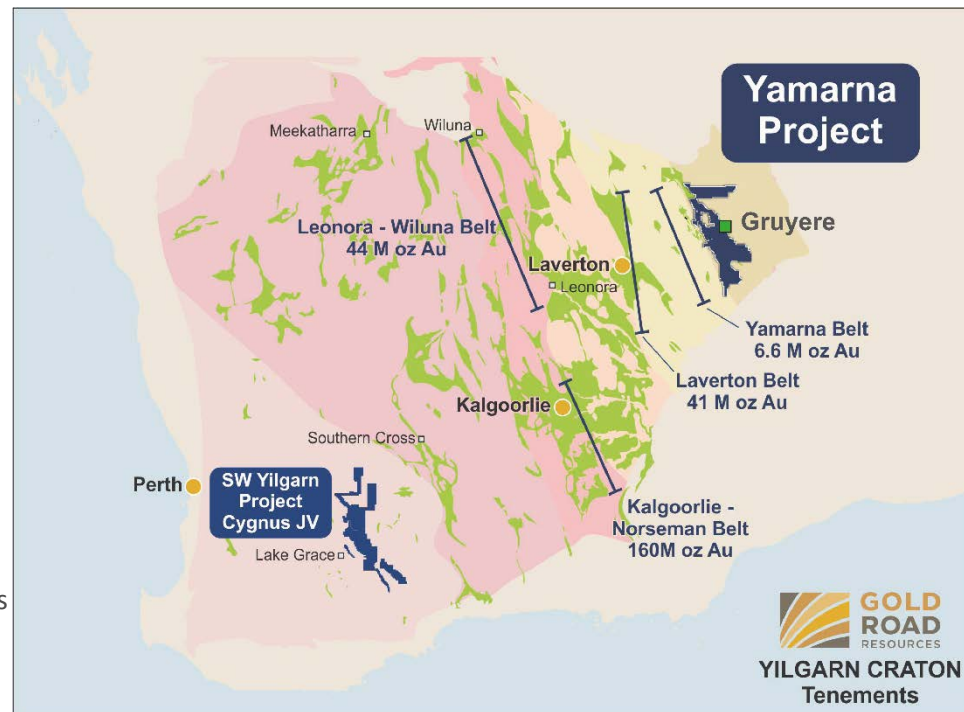 Yamarna
Project
Meekatharra
Wiluna
Leonora - Wiluna Belt
44 M oz Au
Gruyere
Laverton
Leonora
Yamarna Belt
6.6 M oz Au
Laverton Belt
41 M oz Au
Kalgoorlie
Southern Cross
Perth
SW Yilgarn
Project
Cygnus JV
Lake Grace
Kalgoorlie -
Norseman Belt
160M oz Au
s
GOLD
ROAD
RESOURCES
YILGARN CRATON
Tenements